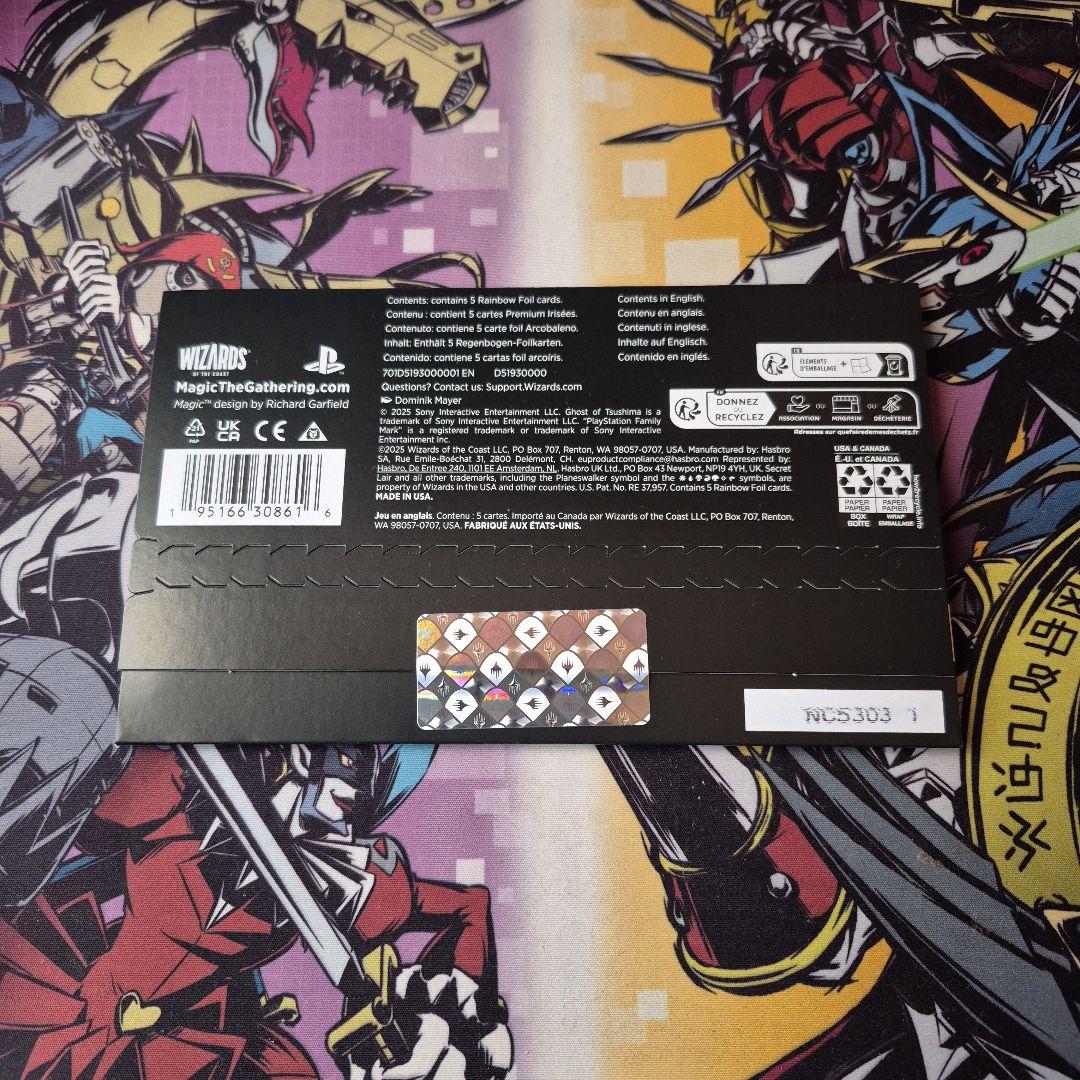 Contents: contains 5 Rainbow Foil cards.
Contenu : contient 5 cartes Premium Irisées.
Contenuto: contiene 5 carte foil Arcobaleno.
Inhalt: Enthält 5 Regenbogen-Foilkarten.
Contenido: contiene 5 cartas foil arcoíris.
Contents in English.
Contenu en anglais.
Contenuti in inglese.
Inhalte auf Englisch.
Contenido en inglés.
701D5193000001 EN D51930000
Questions? Contact us: Support.Wizards.com
Dominik Mayer
WIZARDS
OF THE COAST
MagicTheGathering.com
Magic™ design by Richard Garfield
PAP
UK
CA
CE
1 95166 30861 6
© 2025 Sony Interactive Entertainment LLC. Ghost of Tsushima is a
trademark of Sony Interactive Entertainment LLC. "PlayStation Family
Mark" is a registered trademark or trademark of Sony Interactive
Entertainment Inc.
©2025 Wizards of the Coast LLC, PO Box 707, Renton, WA 98057-0707, USA. Manufactured by: Hasbro
SA, Rue Emile-Boéchat 31, 2800 Delémont, CH. euproductcompliance@hasbro.com Represented by:
Hasbro, De Entree 240, 1101 EE Amsterdam, NL, Hasbro UK Ltd., PO Box 43 Newport, NP19 4YH, UK. Secret
Lair and all other trademarks, including the Planeswalker symbol and the symbols, are
property of Wizards in the USA and other countries. U.S. Pat. No. RE 37,957. Contains 5 Rainbow Foil cards.
MADE IN USA.
Jeu en anglais. Contenu : 5 cartes. Importé au Canada par Wizards of the Coast LLC, PO Box 707, Renton,
WA 98057-0707, USA. FABRIQUÉ AUX ÉTATS-UNIS.
FR
ÉLÉMENTS
D'EMBALLAGE
+
FR
DONNEZ
OU
RECYCLEZ
ASSOCIATION
OU
MAGASIN
OU
DÉCHÈTERIE
Adresses sur quefairedemesdechets.fr
USA & CANADA
É.-U. et CANADA
PAPER
PAPIER
BOX
BOÎTE
PAPER
PAPIER
WRAP
EMBALLAGE
how2recycle.info
NC5303 1